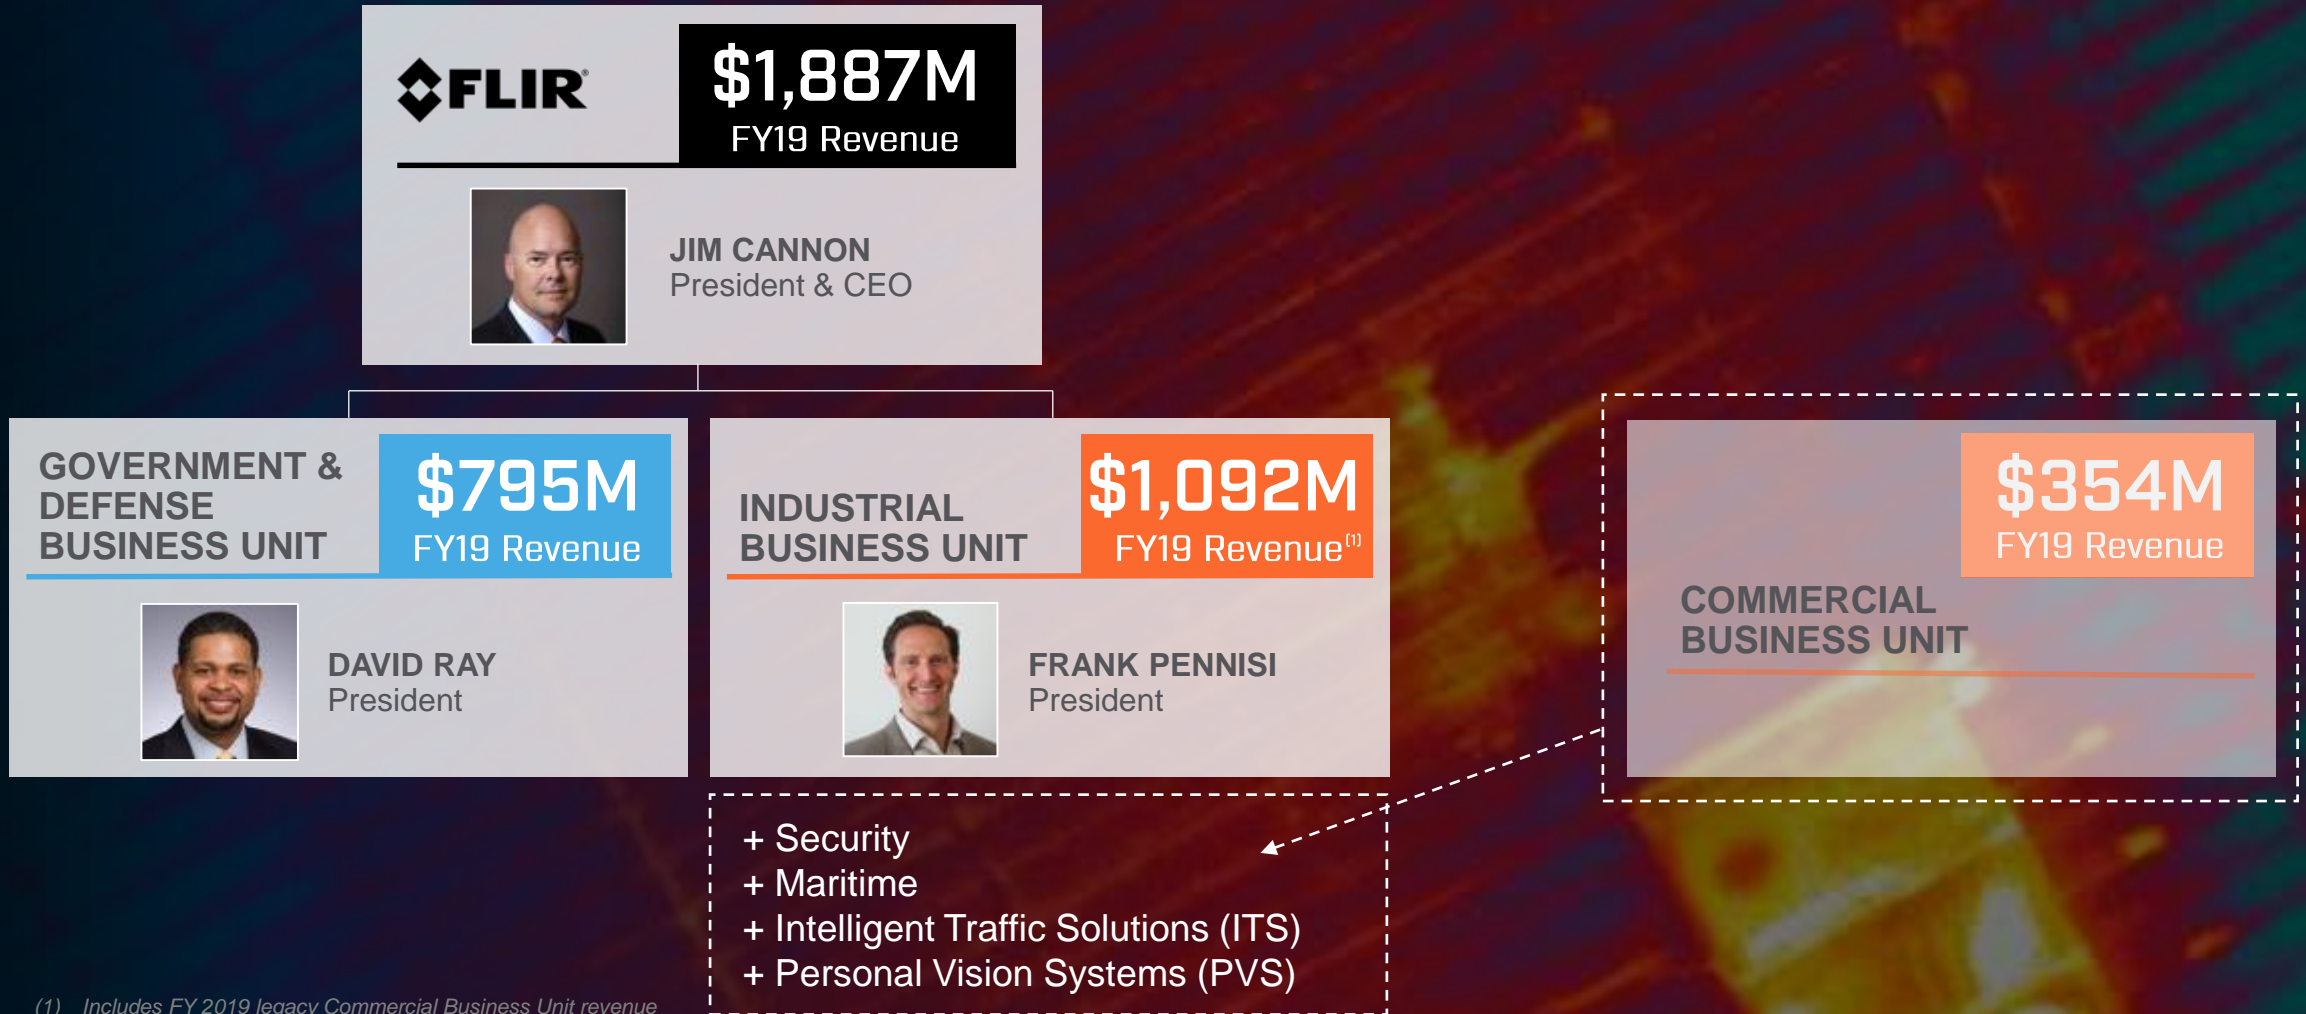 FLIR
$1,887M
FY19 Revenue
JIM CANNON
President & CEO
GOVERNMENT &
DEFENSE
BUSINESS UNIT
$795M
FY19 Revenue
DAVID RAY
President
INDUSTRIAL
BUSINESS UNIT
$1,092M
FY19 Revenue(1)
FRANK PENNISI
President
$354M
FY19 Revenue
COMMERCIAL
BUSINESS UNIT
+ Security
+ Maritime
+ Intelligent Traffic Solutions (ITS)
+ Personal Vision Systems (PVS)
(1) Includes FY 2019 legacy Commercial Business Unit revenue